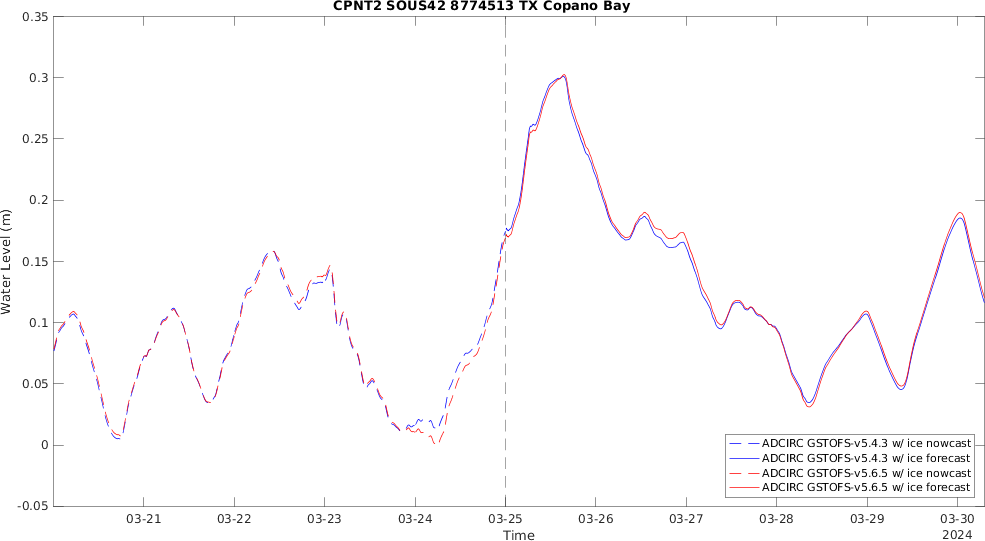 CPNT2 SOUS42 8774513 TX Copano Bay
0.35
0.3
0.25
0.2
0.15
0.1
0.05
0
-0.05
Water Level (m)
03-21 03-22 03-23 03-24 03-25 03-26 03-27 03-28 03-29 03-30
Time
2024
ADCIRC GSTOFS-v5.4.3 w/ ice nowcast
ADCIRC GSTOFS-v5.4.3 w/ ice forecast
ADCIRC GSTOFS-v5.6.5 w/ ice nowcast
ADCIRC GSTOFS-v5.6.5 w/ ice forecast